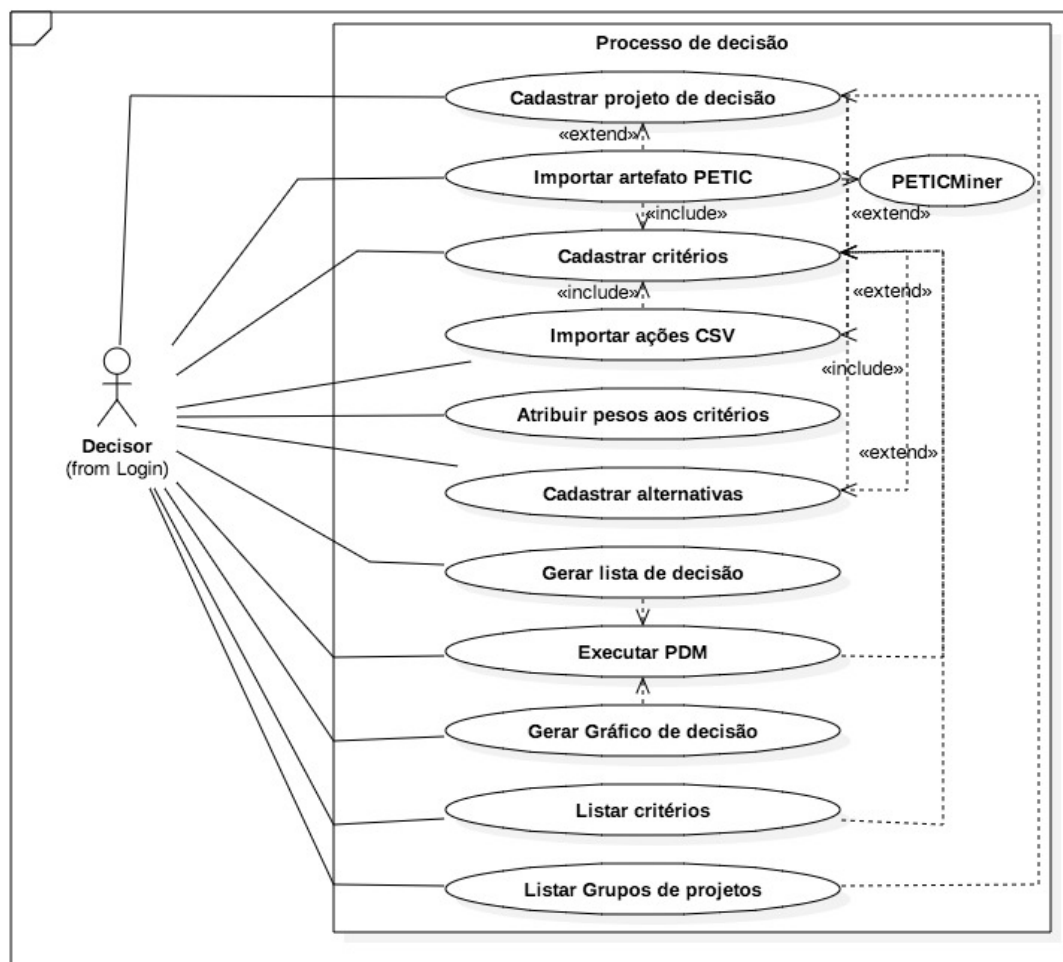 Processo de decisão
Cadastrar projeto de decisão
«extend»
Importar artefato PETIC
PETICMiner
«include»
«extend»
Cadastrar critérios
«include»
«extend»
Importar ações CSV
«include»
Atribuir pesos aos critérios
Decisor
(from Login)
«extend»
Cadastrar alternativas
Gerar lista de decisão
Executar PDM
Gerar Gráfico de decisão
Listar critérios
Listar Grupos de projetos